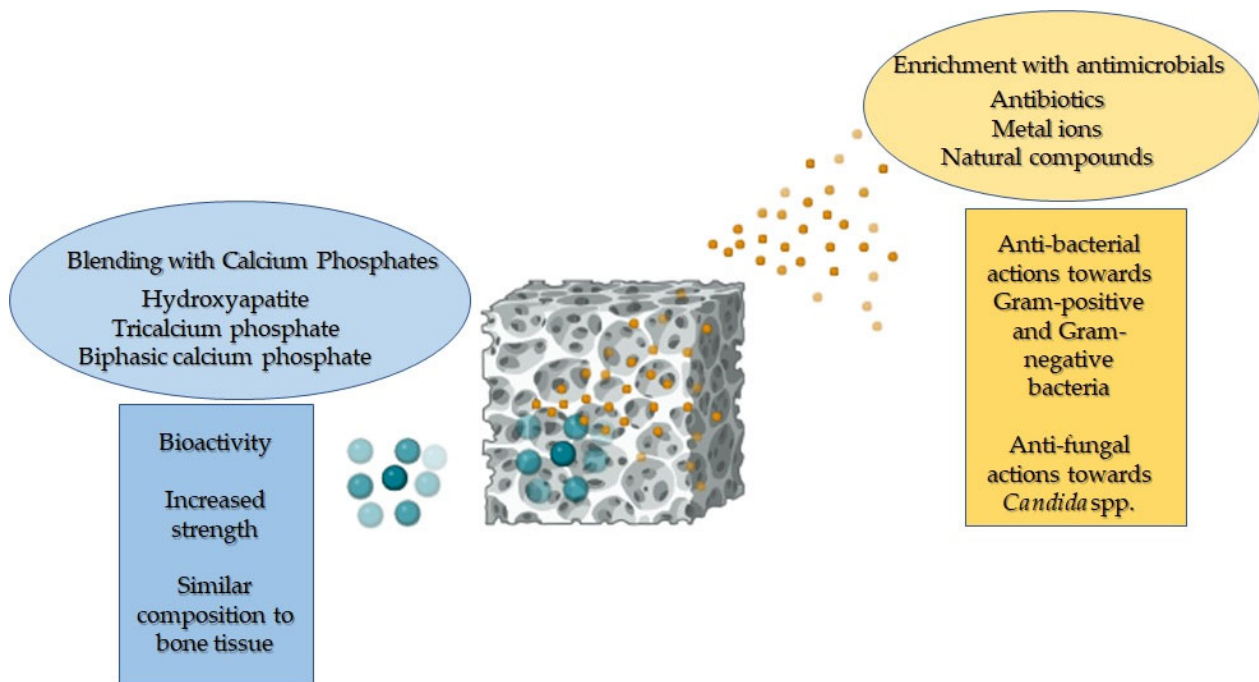 Blending with Calcium Phosphates
Hydroxyapatite
Tricalcium phosphate
Biphasic calcium phosphate
Bioactivity
Increased
strength
Similar
composition to
bone tissue
Enrichment with antimicrobials
Antibiotics
Metal ions
Natural compounds
Anti-bacterial
actions towards
Gram-positive
and Gram-
negative
bacteria
Anti-fungal
actions towards
Candida spp.